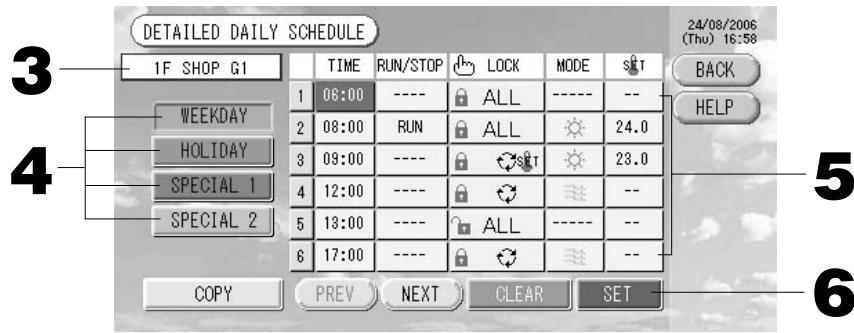 DETAILED DAILY SCHEDULE
24/08/2006
(Thu) 16:58
3
1F SHOP G1
TIME RUN/STOP LOCK MODE SET
BACK
HELP
1 06:00 ---- ALL ----- --
2 08:00 RUN ALL 24.0
3 09:00 ---- SET 23.0
4 12:00 ---- --
5 13:00 ---- ALL ----- --
6 17:00 ---- --
4
WEEKDAY
HOLIDAY
SPECIAL 1
SPECIAL 2
5
COPY PREV NEXT CLEAR SET
6